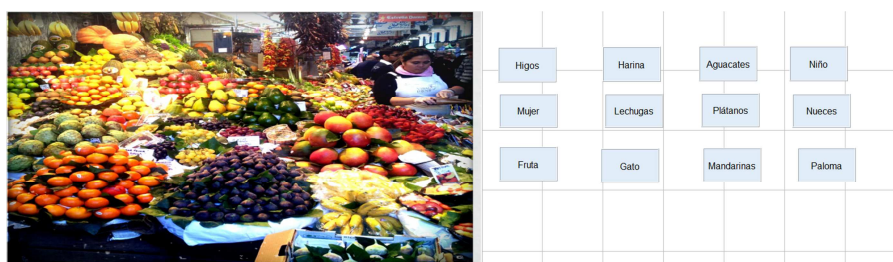 Higos Harina Aguacates Niño
Mujer Lechugas Plátanos Nueces
Fruta Gato Mandarinas Paloma